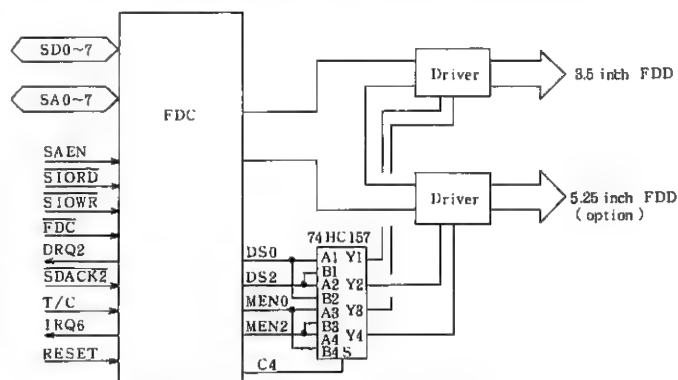 SD0~7
SA0~7
FDC
SAEN
SIORD
SIOWR
FDC
DRQ2
SDACK2
T/C
IRQ6
RESET
DS0
DS2
MEN0
MEN2
C4
74HC157
A1 Y1
B1
A2 Y2
B2
A3 Y3
B3
A4 Y4
B4 S
Driver
3.5 inch FDD
Driver
5.25 inch FDD
(option)